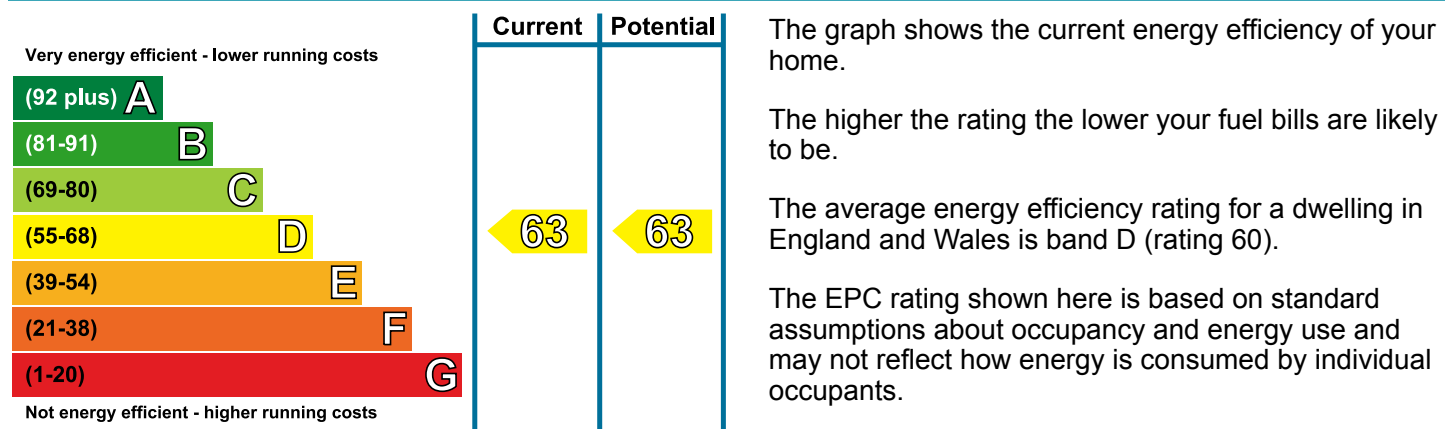 Current Potential
Very energy efficient - lower running costs
(92 plus) A
(81-91) B
(69-80) C
(55-68) D
63 63
(39-54) E
(21-38) F
(1-20) G
Not energy efficient - higher running costs
The graph shows the current energy efficiency of your
home.
The higher the rating the lower your fuel bills are likely
to be.
The average energy efficiency rating for a dwelling in
England and Wales is band D (rating 60).
The EPC rating shown here is based on standard
assumptions about occupancy and energy use and
may not reflect how energy is consumed by individual
occupants.